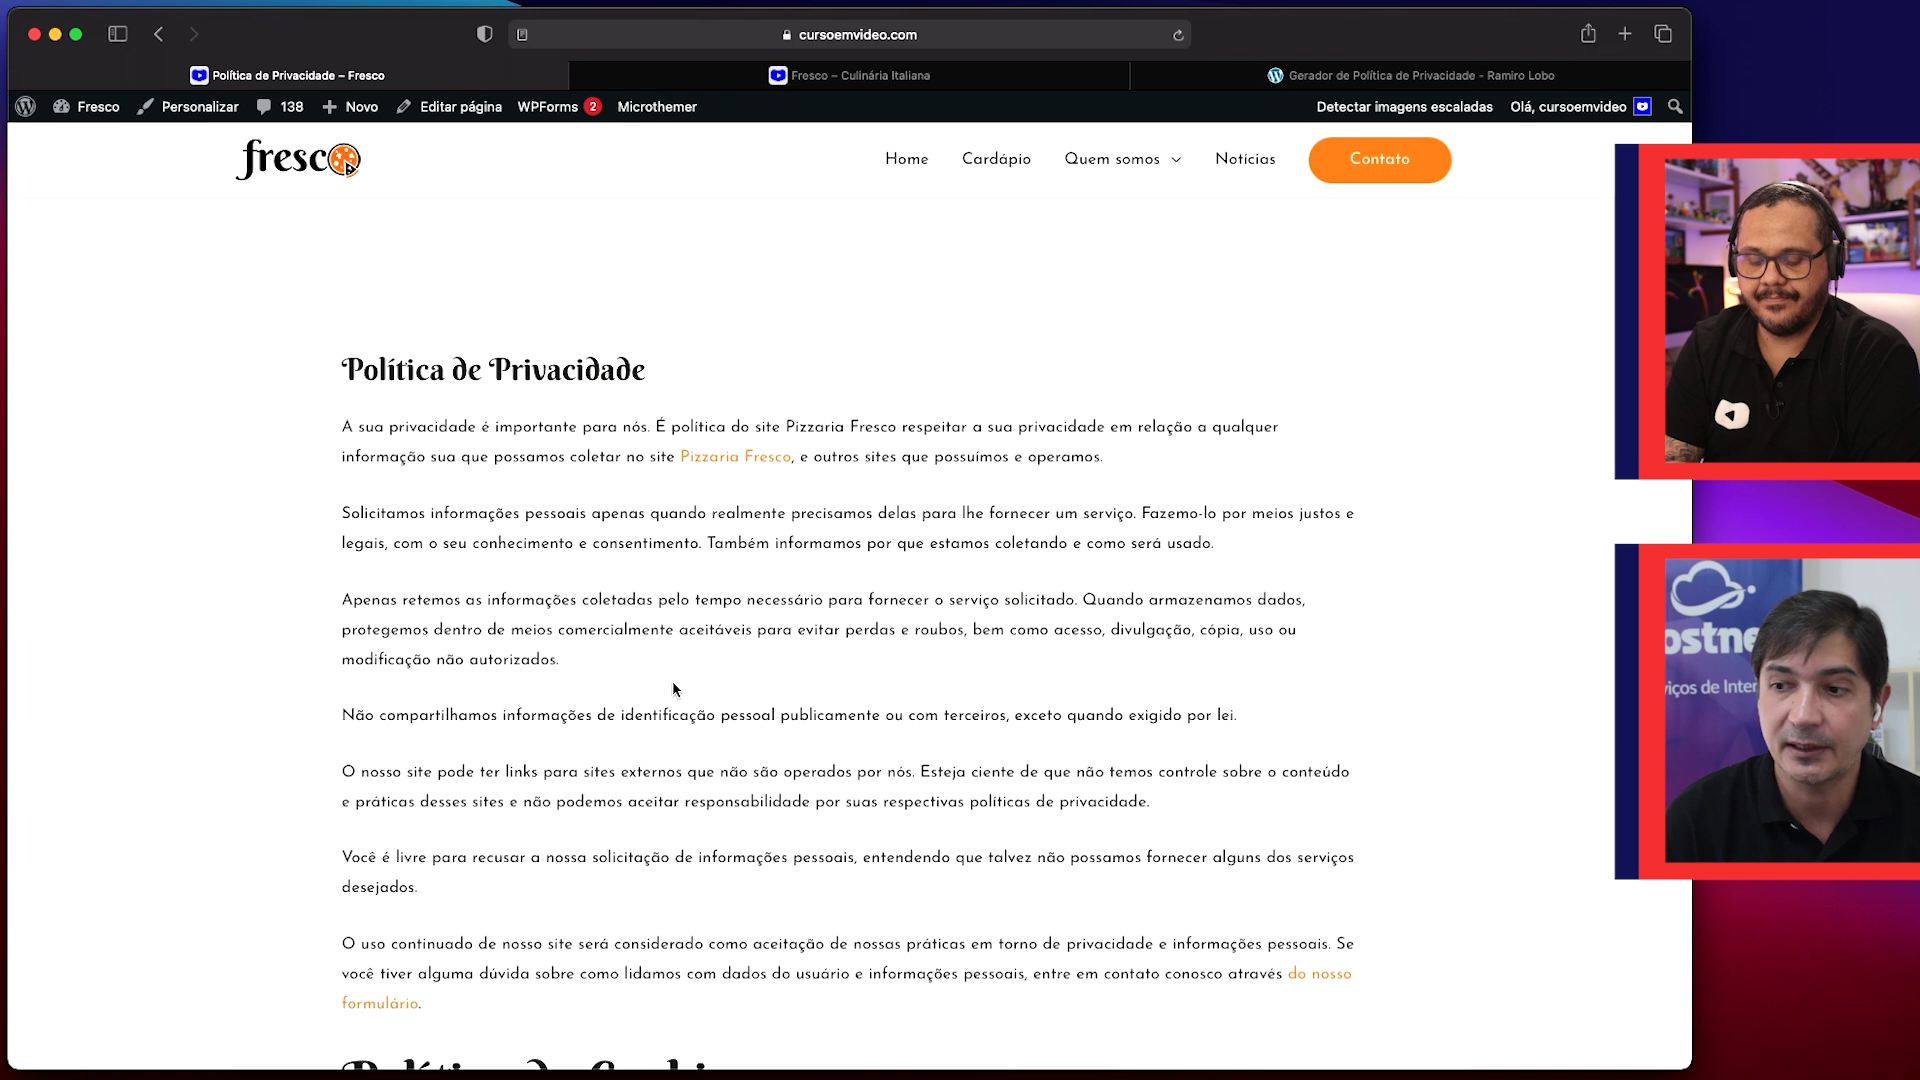 cursoemvideo.com
Política de Privacidade – Fresco
Fresco – Culinária Italiana
Gerador de Política de Privacidade - Ramiro Lobo
Fresco Personalizar 138 Novo Editar página WPForms 2 Microthemer Detectar imagens escaladas Olá, cursoemvideo
fresco
Home Cardápio Quem somos Notícias Contato
Política de Privacidade
A sua privacidade é importante para nós. É política do site Pizzaria Fresco respeitar a sua privacidade em relação a qualquer
informação sua que possamos coletar no site Pizzaria Fresco, e outros sites que possuímos e operamos.
Solicitamos informações pessoais apenas quando realmente precisamos delas para lhe fornecer um serviço. Fazemo-lo por meios justos e
legais, com o seu conhecimento e consentimento. Também informamos por que estamos coletando e como será usado.
Apenas retemos as informações coletadas pelo tempo necessário para fornecer o serviço solicitado. Quando armazenamos dados,
protegemos dentro de meios comercialmente aceitáveis para evitar perdas e roubos, bem como acesso, divulgação, cópia, uso ou
modificação não autorizados.
Não compartilhamos informações de identificação pessoal publicamente ou com terceiros, exceto quando exigido por lei.
O nosso site pode ter links para sites externos que não são operados por nós. Esteja ciente de que não temos controle sobre o conteúdo
e práticas desses sites e não podemos aceitar responsabilidade por suas respectivas políticas de privacidade.
Você é livre para recusar a nossa solicitação de informações pessoais, entendendo que talvez não possamos fornecer alguns dos serviços
desejados.
O uso continuado de nosso site será considerado como aceitação de nossas práticas em torno de privacidade e informações pessoais. Se
você tiver alguma dúvida sobre como lidamos com dados do usuário e informações pessoais, entre em contato conosco através do nosso
formulário.
ostne
iços de Inter